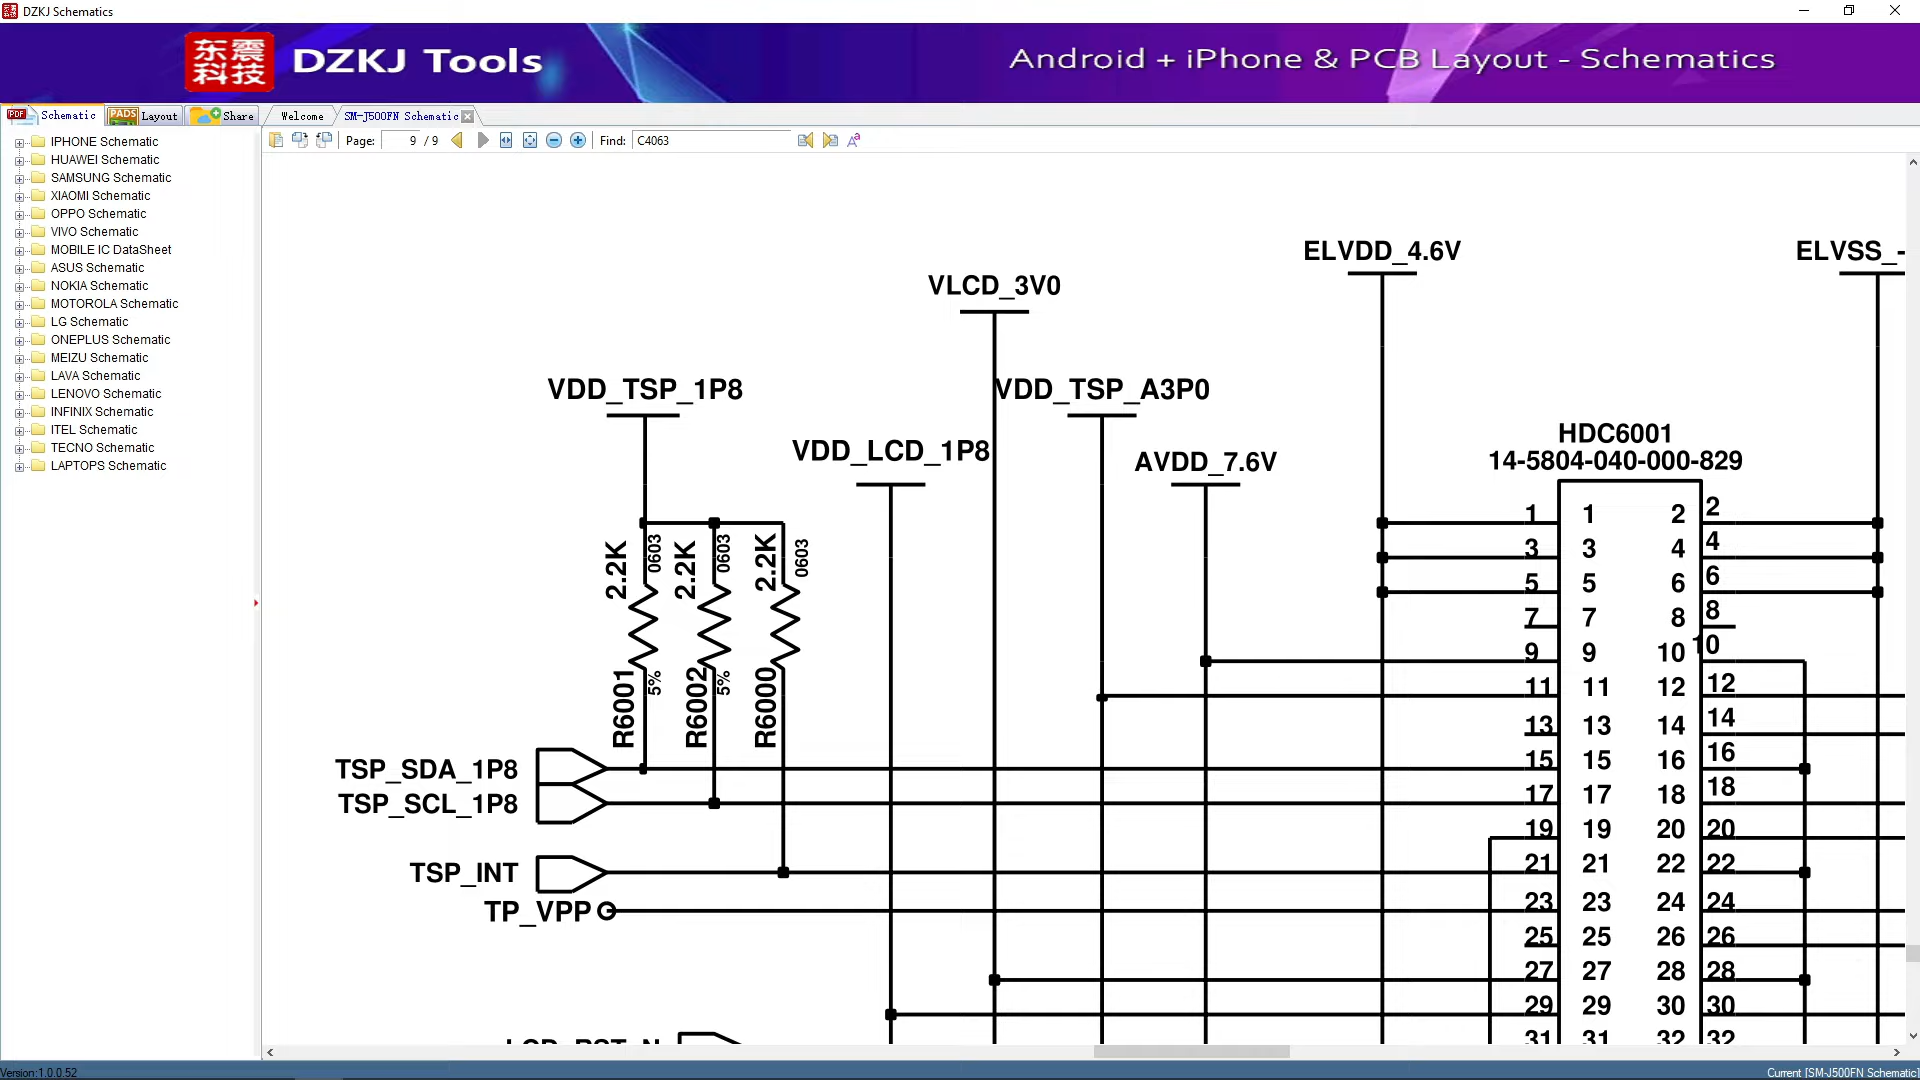 DZKJ Schematics
东震
科技
DZKJ Tools
Android + iPhone & PCB Layout - Schematics
PDF Schematic
PADS Layout
Share
Welcome
SM-J500FN Schematic
Page: 9 / 9
Find: C4063
IPHONE Schematic
HUAWEI Schematic
SAMSUNG Schematic
XIAOMI Schematic
OPPO Schematic
VIVO Schematic
MOBILE IC DataSheet
ASUS Schematic
NOKIA Schematic
MOTOROLA Schematic
LG Schematic
ONEPLUS Schematic
MEIZU Schematic
LAVA Schematic
LENOVO Schematic
INFINIX Schematic
ITEL Schematic
TECNO Schematic
LAPTOPS Schematic
ELVDD_4.6V
ELVSS_-
VLCD_3V0
VDD_TSP_1P8
VDD_TSP_A3P0
VDD_LCD_1P8
AVDD_7.6V
HDC6001
14-5804-040-000-829
2.2K
0603
2.2K
0603
2.2K
0603
R6001
5%
R6002
5%
R6000
1 1 2 2
3 3 4 4
5 5 6 6
7 7 8 8
9 9 10 10
11 11 12 12
13 13 14 14
15 15 16 16
17 17 18 18
19 19 20 20
21 21 22 22
23 23 24 24
25 25 26 26
27 27 28 28
29 29 30 30
31 31 32 32
TSP_SDA_1P8
TSP_SCL_1P8
TSP_INT
TP_VPP
LCD_RST_N
Version:1.0.0.52
Current [SM-J500FN Schematic]